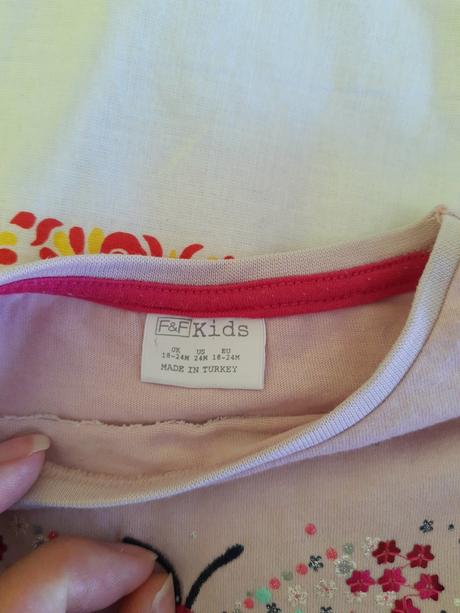 F&F Kids
UK US EU
18-24M 24M 18-24M
MADE IN TURKEY